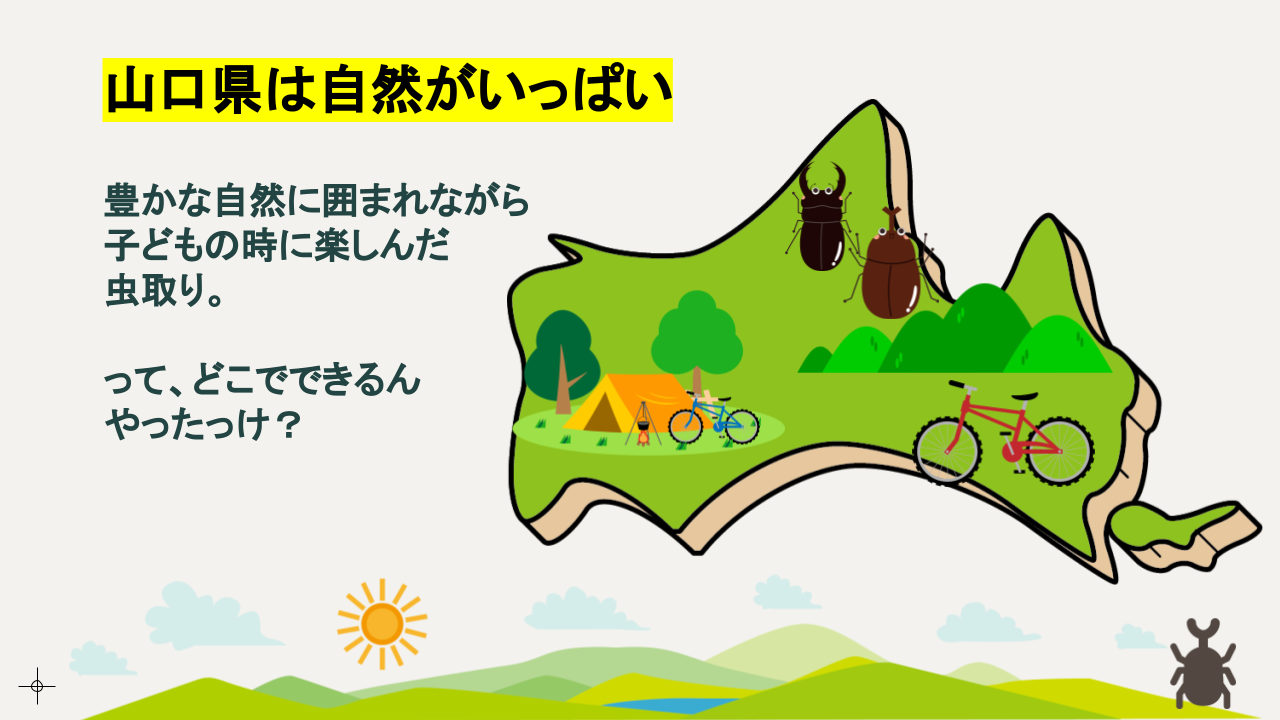 山口県は自然がいっぱい
豊かな自然に囲まれながら
子どもの時に楽しんだ
虫取り。
って、どこでできるん
やったっけ？